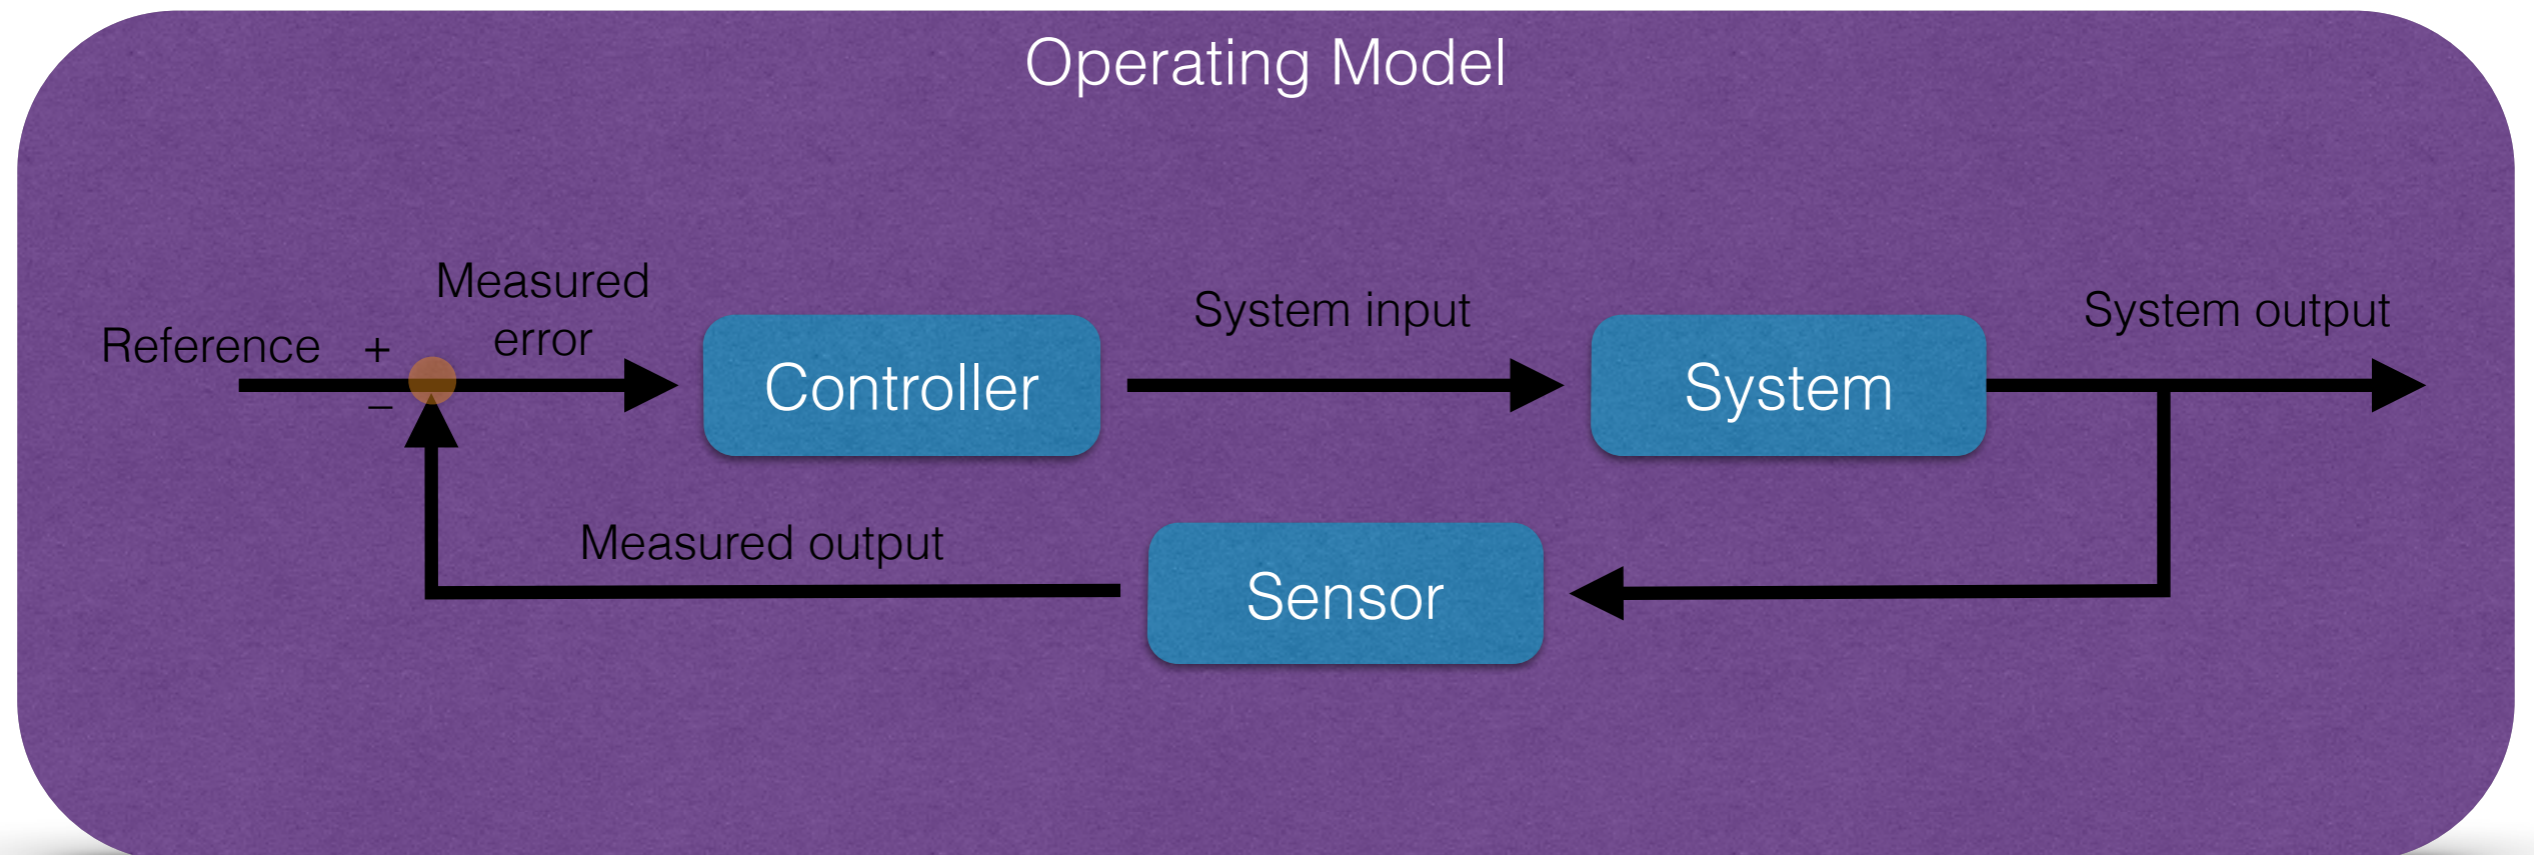 Operating Model
Measured
error
Reference
+
–
System input
System output
Controller
System
Measured output
Sensor